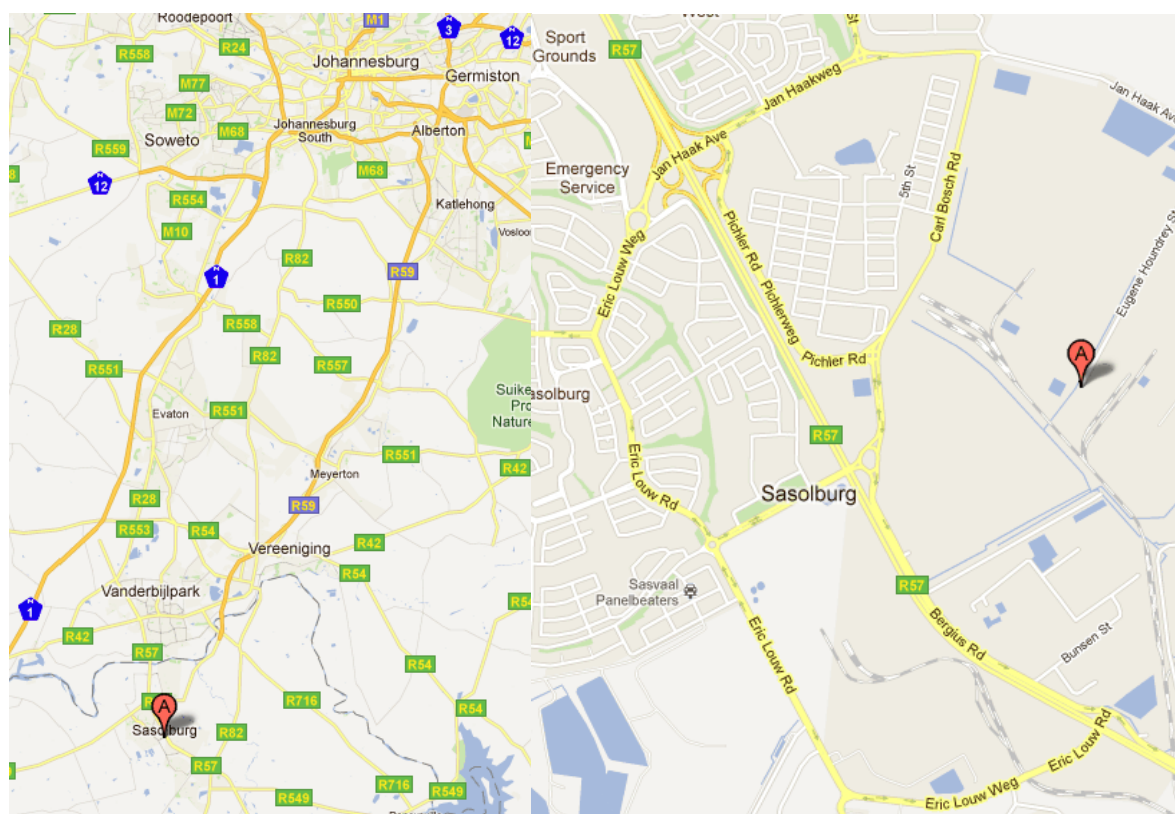 Roodepoort
M1
N
3
N
12
R558
R24
Johannesburg
Germiston
M77
M72
M68
Johannesburg
South
Alberton
Soweto
R559
M68
N
12
R554
Katlehong
M10
R82
N
1
R59
R550
R28
R558
R82
R557
R551
R551
Evaton
R551
R42
Meyerton
R28
R59
R553
R54
Vereeniging
R42
R54
Vanderbijlpark
N
1
R42
R57
R54
R716
R54
A
Sasolburg
R82
R57
R716
R549
R549
Sport
Grounds
R57
Jan Haakweg
Jan Haak Ave
Emergency
Service
5th St
Carl Bosch Rd
Pichler Rd
Eric Louw Weg
Eugene Houndrey St
Pichlerweg
Pichler Rd
A
R57
Eric Louw Rd
Sasolburg
Sasvaal
Panelbeaters
R57
Bergius Rd
Bunsen St
Eric Louw Rd
Eric Louw Rd
Eric Louw Weg